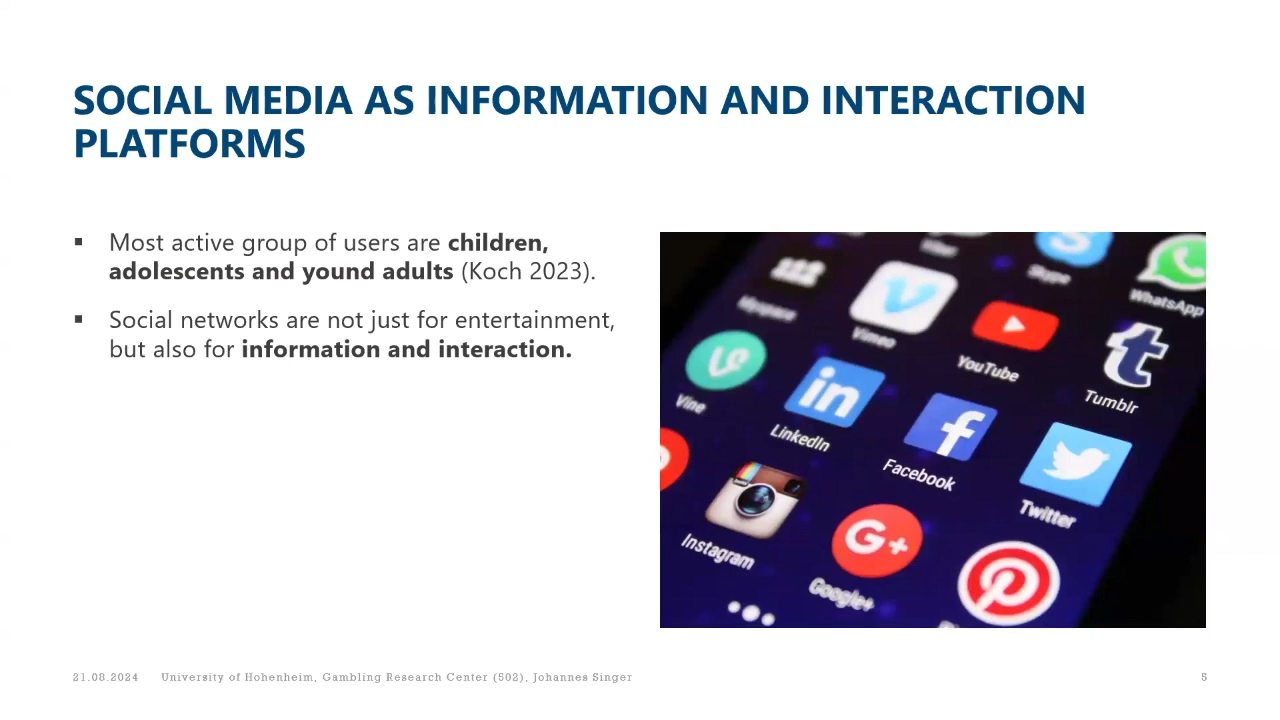 SOCIAL MEDIA AS INFORMATION AND INTERACTION
PLATFORMS
▪ Most active group of users are children,
adolescents and yound adults (Koch 2023).
▪ Social networks are not just for entertainment,
but also for information and interaction.
Viber
Skype
WhatsApp
Myspace
Vimeo
YouTube
Tumblr
Vine
LinkedIn
Facebook
Twitter
Instagram
Google+
21.08.2024 University of Hohenheim, Gambling Research Center (502), Johannes Singer 5